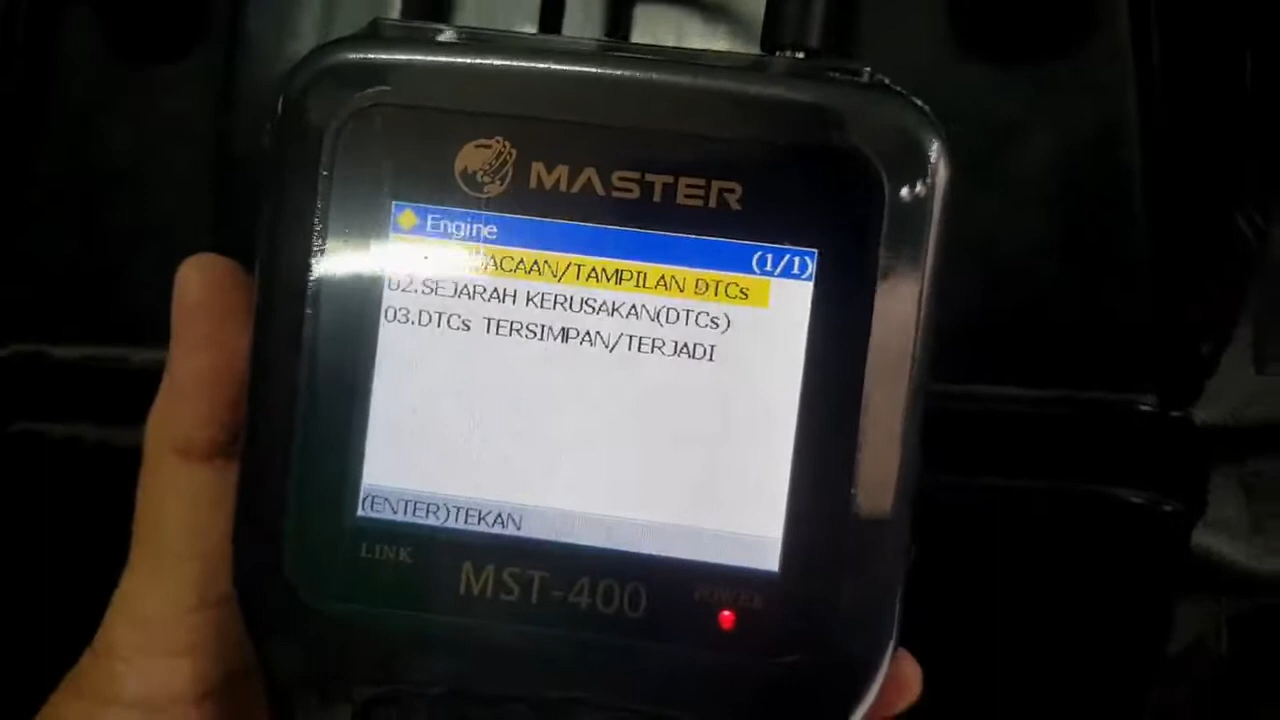 MASTER
Engine
(1/1)
TAMPILAN DTCs
02.SEJARAH KERUSAKAN(DTCs)
03.DTCs TERSIMPAN/TERJADI
(ENTER)TEKAN
LINK
MST-400
POWER